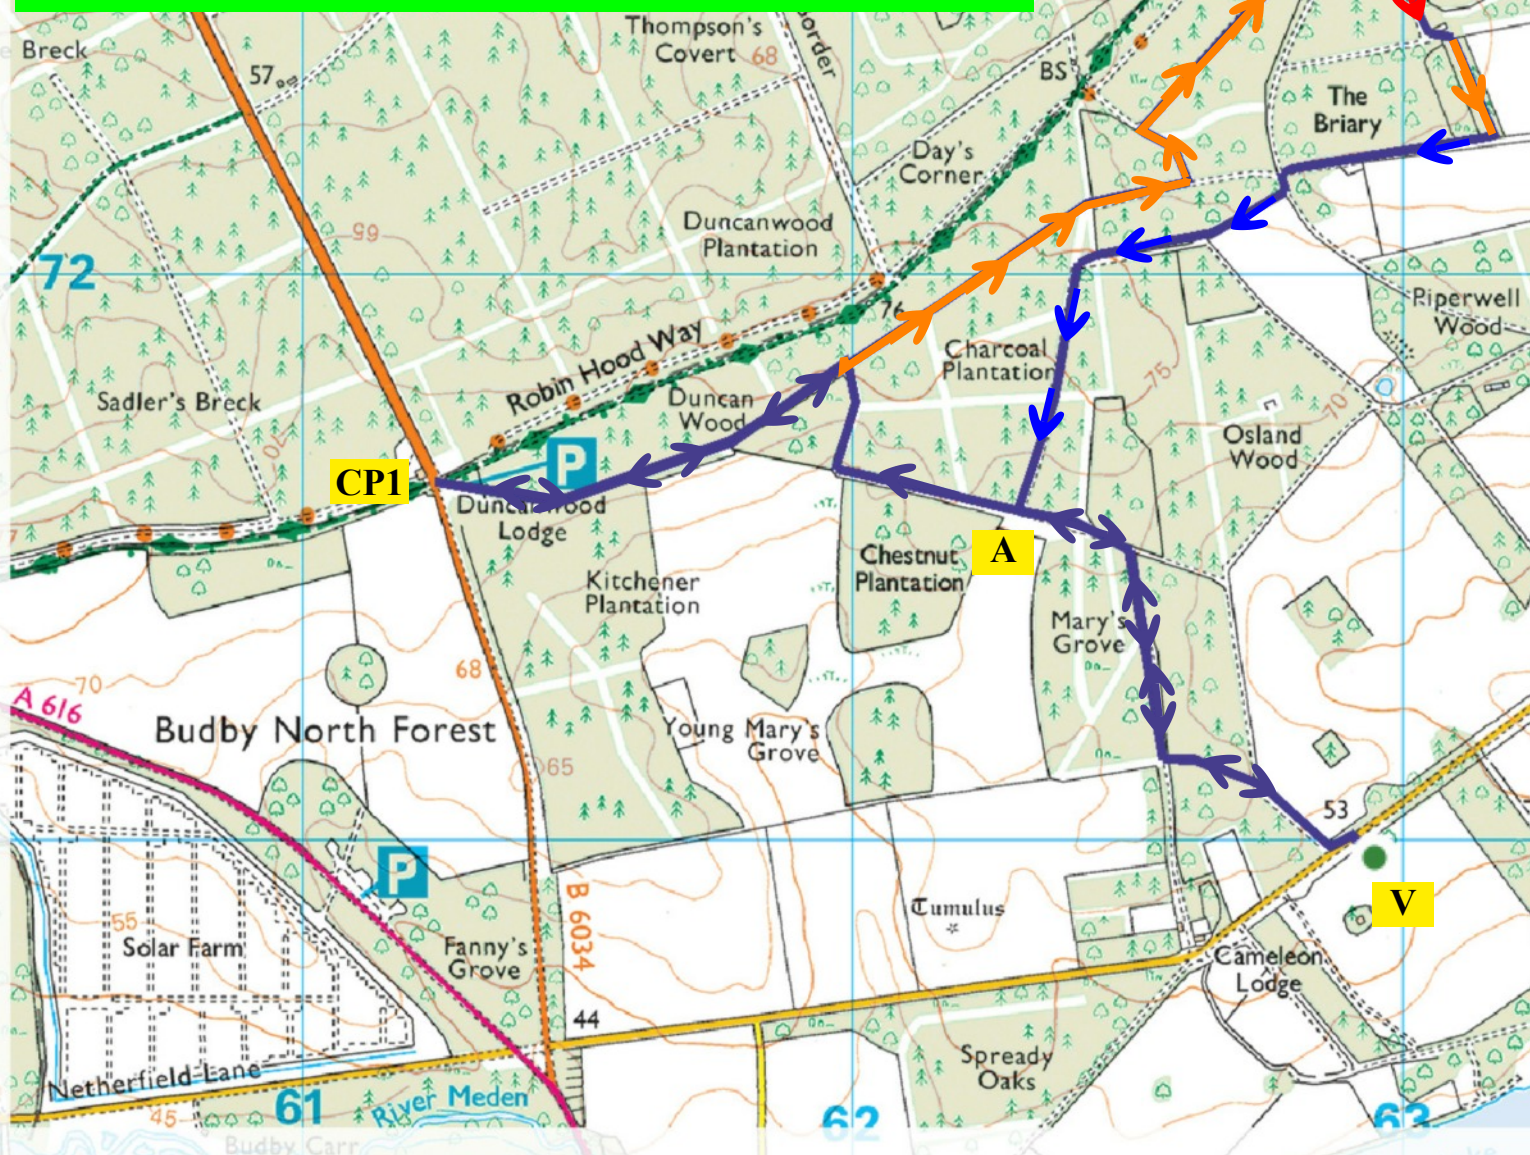 Breck
57
Thompson's
Covert
68
order
BS
The
Briary
Day's
Corner
65
72
Duncanwood
Plantation
76
Piperwell
Wood
Robin Hood Way
Charcoal
Plantation
75
Sadler's Breck
Duncan
Wood
70
Osland
Wood
70
P
CP1
Duncanwood
Lodge
A
Chestnut
Plantation
Kitchener
Plantation
Mary's
Grove
68
70
A 616
Budby North Forest
Young Mary's
Grove
65
53
P
V
B 6034
55
Solar Farm
Fanny's
Grove
Tumulus
Cameleon
Lodge
44
Spready
Oaks
Netherfield Lane
45
61
River Meden
62
63
Budby Carr